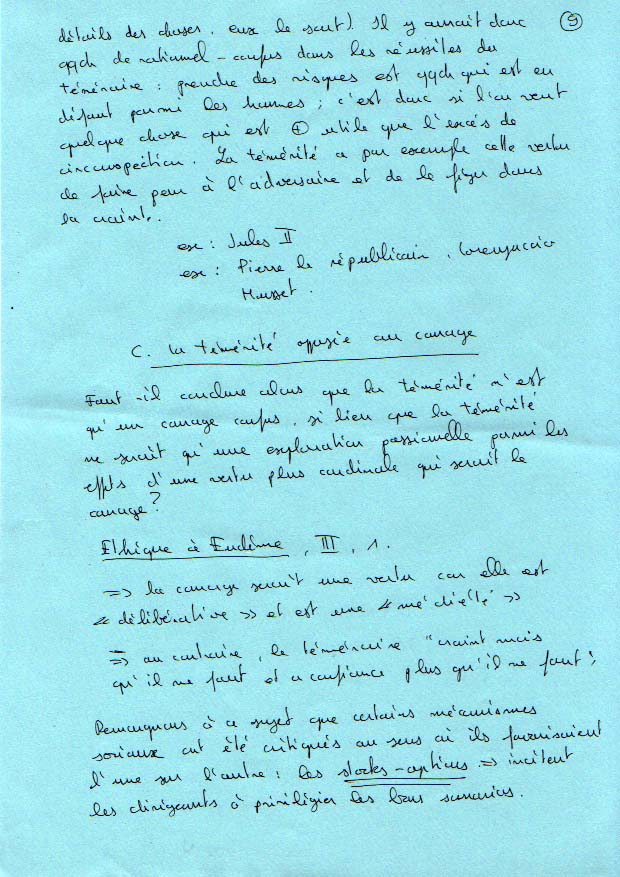 détails des choses, eux le sont). Il y aurait donc ⑨
qqch de rationnel-confus dans les réussites du
téméraire : prendre des risques est qqch qui est en
défaut parmi les hommes ; c'est donc si l'on veut
quelque chose qui est ⊕ utile que l'excès de
circonspection. La témérité a par exemple cette vertu
de faire peur à l'adversaire et de le figer dans
la crainte.
ex : Jules II
ex : Pierre le républicain, Lorenzaccio
Musset.
C. La témérité opposée au courage
Faut-il conclure alors que la témérité n'est
qu'un courage confus, si bien que la témérité
ne serait qu'une passionnelle parmi les
effets d'une vertu plus cardinale qui serait le
courage ?
Ethique à Eudème, III, 1.
=> le courage serait une vertu car elle est
« délibérative » et est une « médiété »
=> au contraire, le téméraire "craint moins
qu'il ne faut et a confiance plus qu'il ne faut";
Remarquons à ce sujet que certains mécanismes
sociaux ont été critiqués au sens où ils favorisaient
l'une sur l'autre : les stocks-options => incitent
les dirigeants à privilégier les bons scénarios.